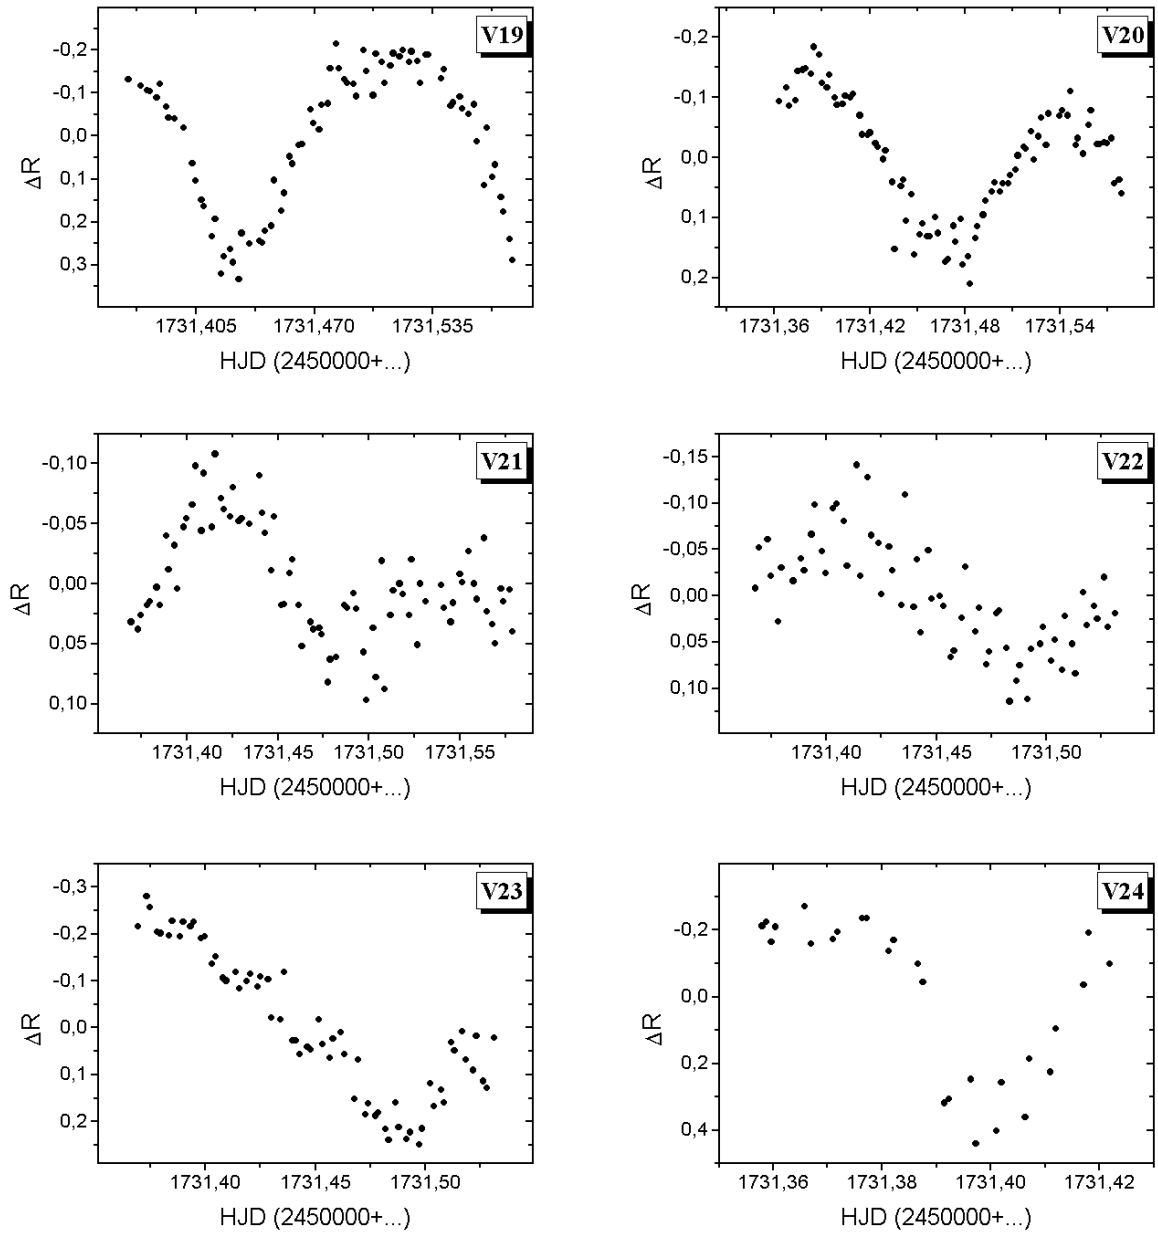 V19
-0,2
-0,1
0,0
0,1
0,2
0,3
ΔR
1731,405 1731,470 1731,535
HJD (2450000+...)
V20
-0,2
-0,1
0,0
0,1
0,2
ΔR
1731,36 1731,42 1731,48 1731,54
HJD (2450000+...)
V21
-0,10
-0,05
0,00
0,05
0,10
ΔR
1731,40 1731,45 1731,50 1731,55
HJD (2450000+...)
V22
-0,15
-0,10
-0,05
0,00
0,05
0,10
ΔR
1731,40 1731,45 1731,50
HJD (2450000+...)
V23
-0,3
-0,2
-0,1
0,0
0,1
0,2
ΔR
1731,40 1731,45 1731,50
HJD (2450000+...)
V24
-0,2
0,0
0,2
0,4
ΔR
1731,36 1731,38 1731,40 1731,42
HJD (2450000+...)